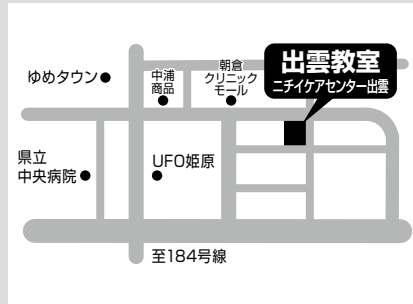 出雲教室
ニチイケアセンター出雲
朝倉
クリニック
モール
中浦
商品
ゆめタウン
県立
中央病院
UFO姫原
至184号線